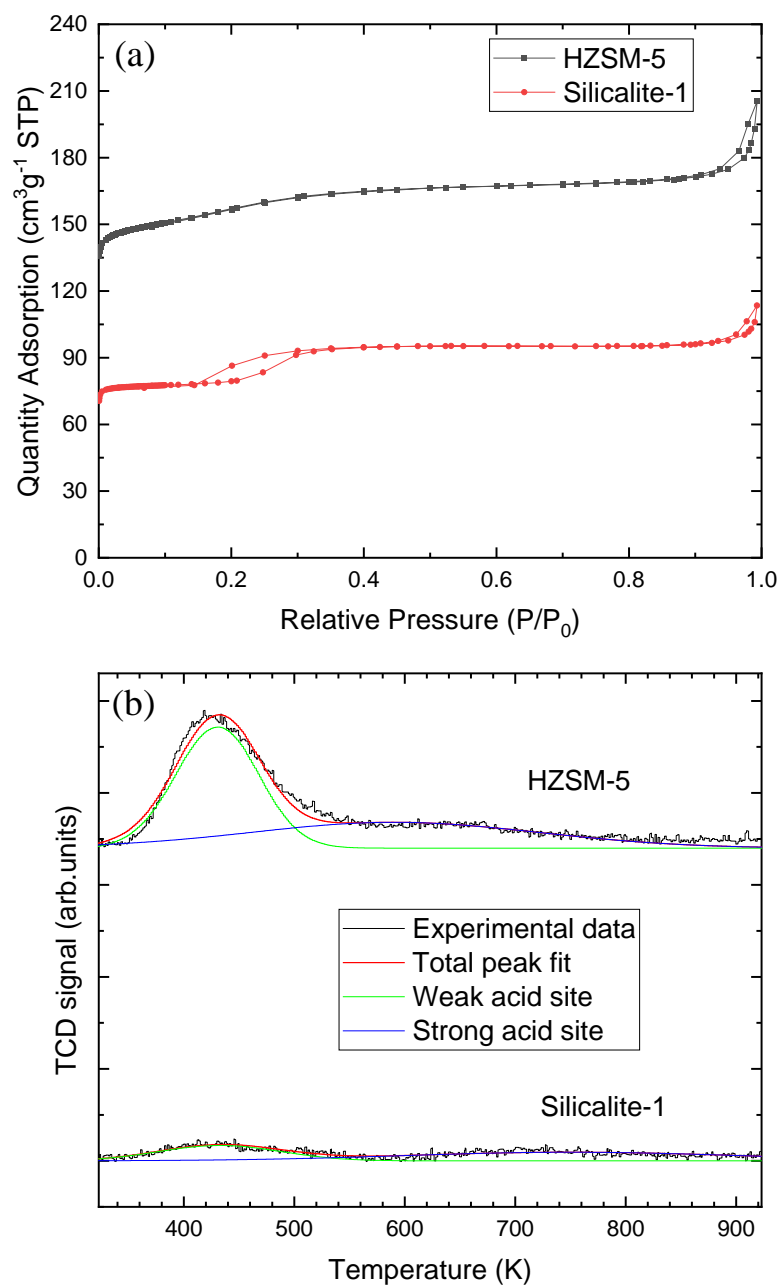 (a)
HZSM-5
Silicalite-1
240
210
180
150
120
90
60
30
0
Quantity Adsorption (cm³g⁻¹ STP)
0.0 0.2 0.4 0.6 0.8 1.0
Relative Pressure (P/P₀)
(b)
HZSM-5
Experimental data
Total peak fit
Weak acid site
Strong acid site
Silicalite-1
TCD signal (arb.units)
400 500 600 700 800 900
Temperature (K)